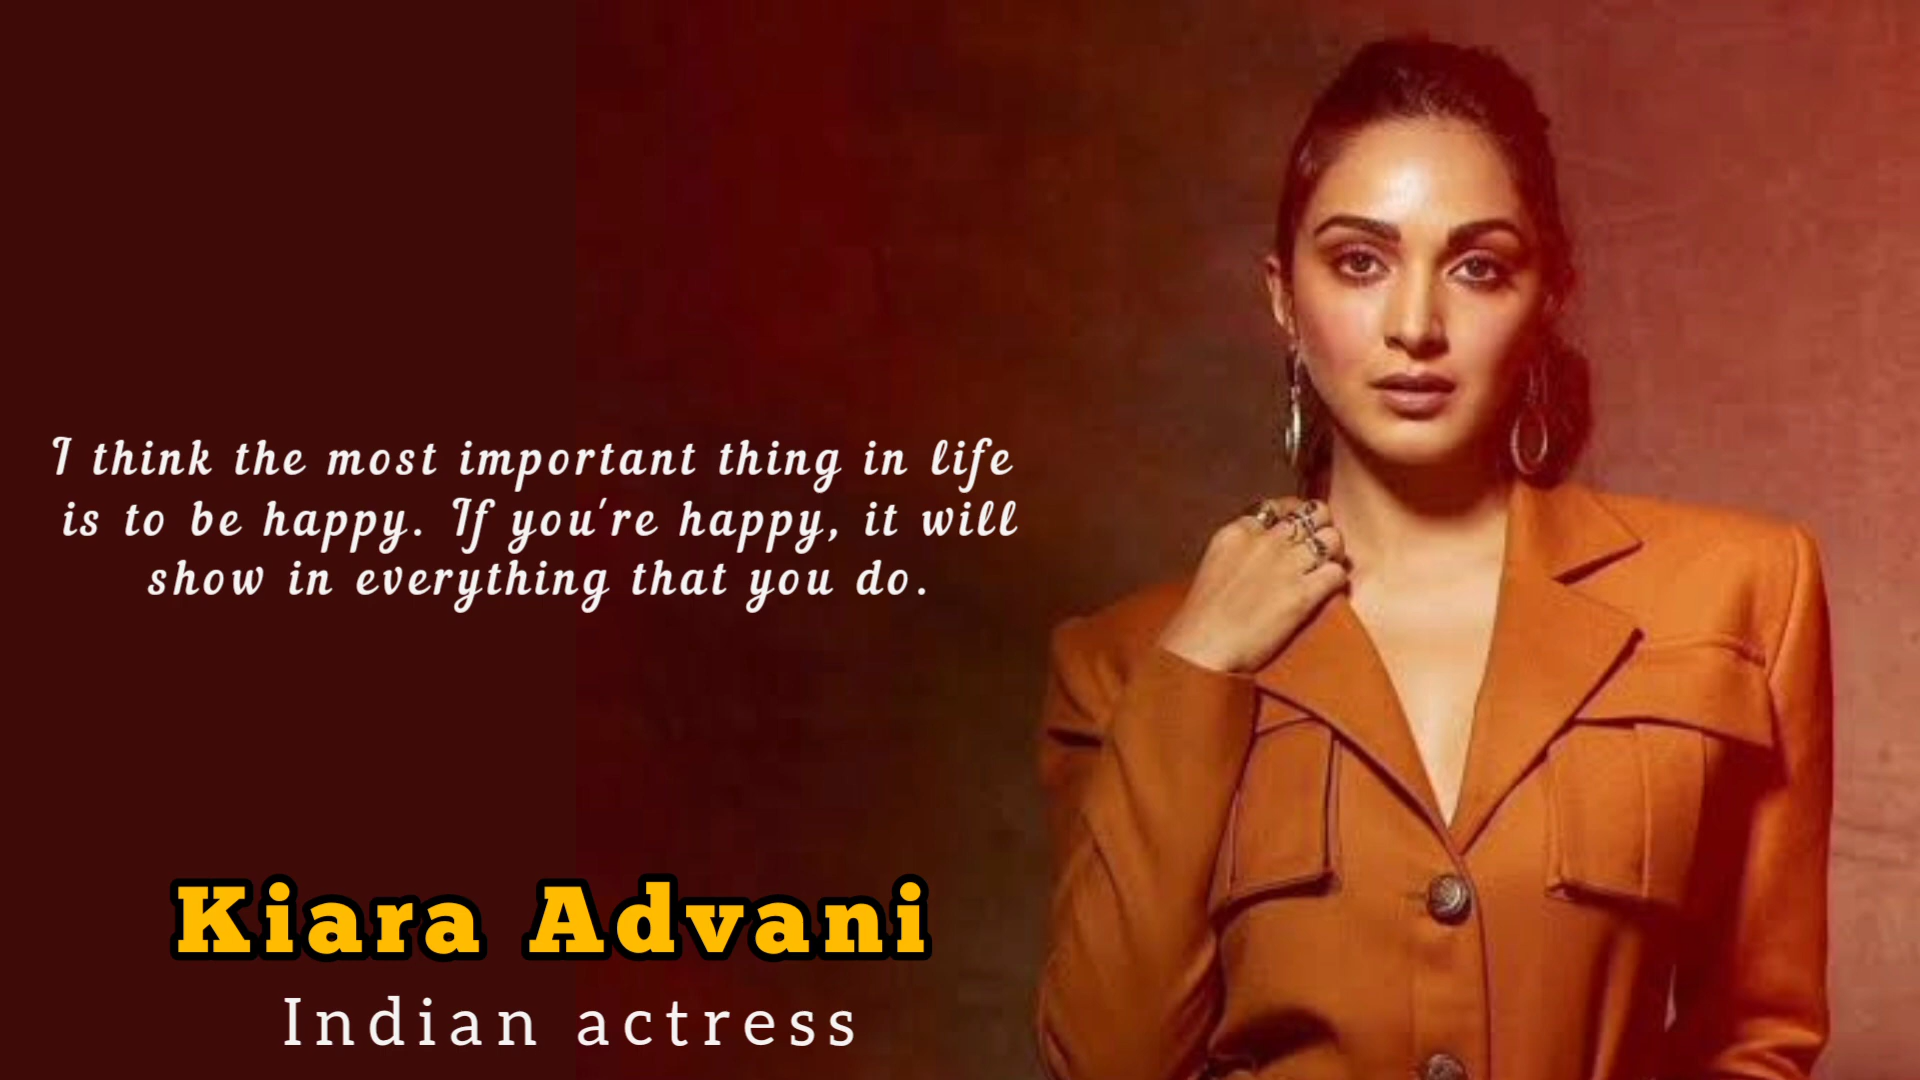 I think the most important thing in life
is to be happy. If you're happy, it will
show in everything that you do.
Kiara Advani
Indian actress